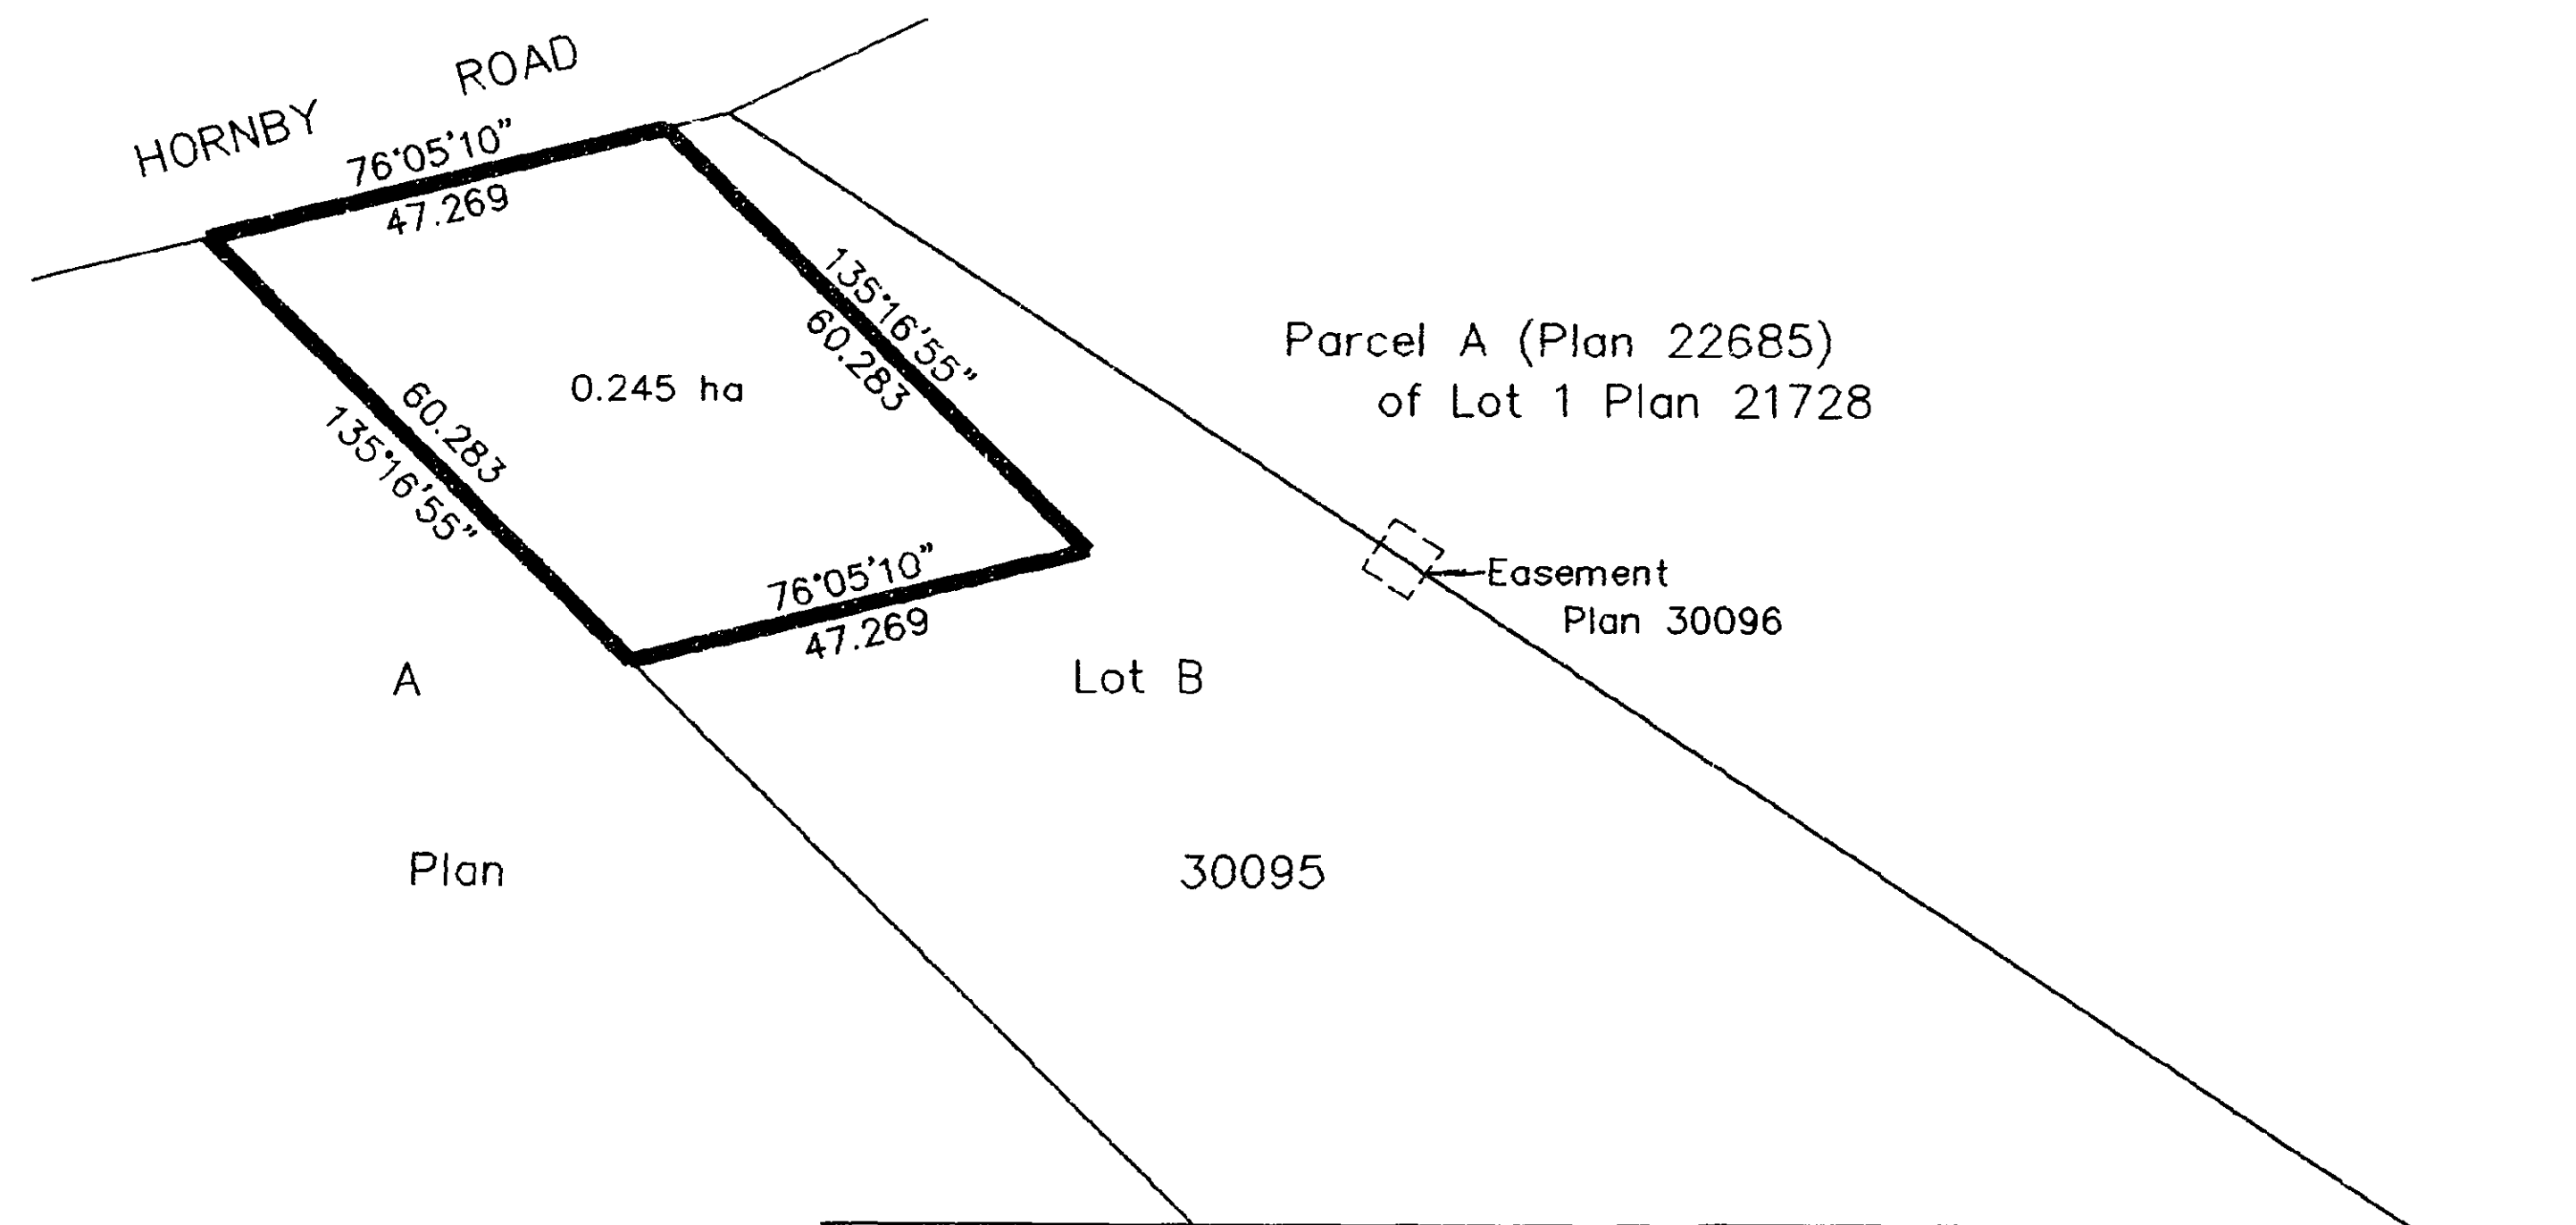 HORNBY ROAD
76°05'10"
47.269
135°16'55"
60.283
0.245 ha
60.283
135°16'55"
76°05'10"
47.269
Parcel A (Plan 22685)
of Lot 1 Plan 21728
Easement
Plan 30096
A
Lot B
Plan 30095